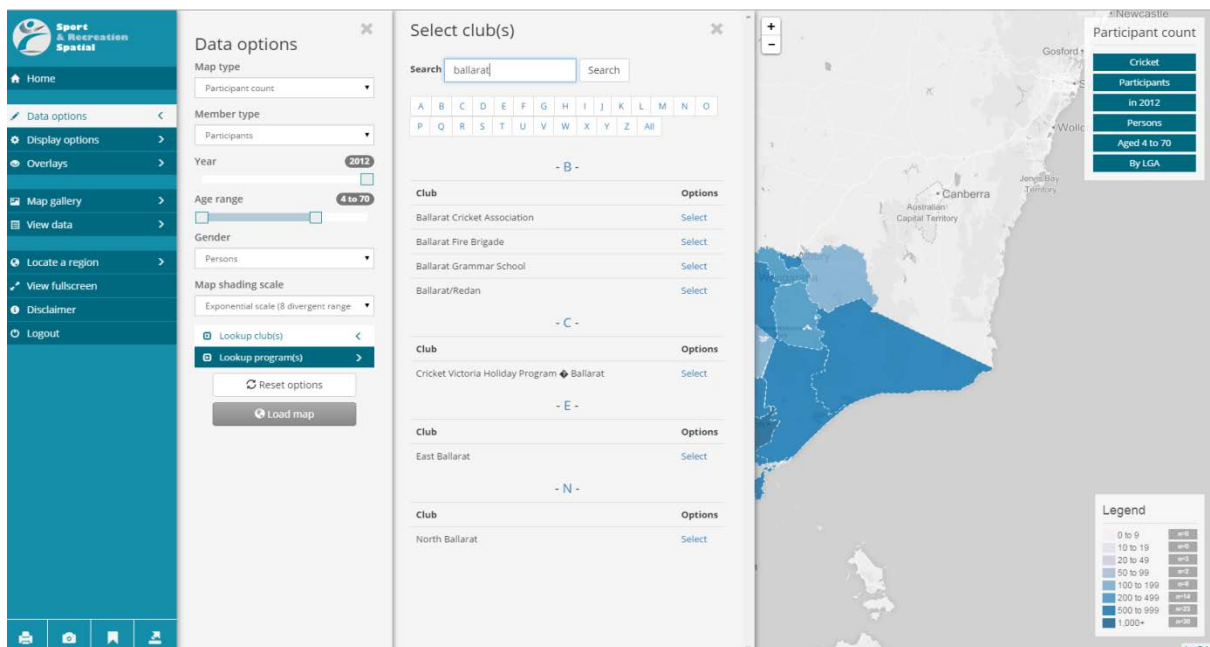 Sport
& Recreation
Spatial
Home
Data options
Display options
Overlays
Map gallery
View data
Locate a region
View fullscreen
Disclaimer
Logout
Data options
Map type
Participant count
Member type
Participants
Year 2012
Age range 4 to 70
Gender
Persons
Map shading scale
Exponential scale (8 divergent range
Lookup club(s)
Lookup program(s)
Reset options
Load map
Select club(s)
Search ballarat Search
A B C D E F G H I J K L M N O
P Q R S T U V W X Y Z All
- B -
Club Options
Ballarat Cricket Association Select
Ballarat Fire Brigade Select
Ballarat Grammar School Select
Ballarat/Redan Select
- C -
Club Options
Cricket Victoria Holiday Program � Ballarat Select
- E -
Club Options
East Ballarat Select
- N -
Club Options
North Ballarat Select
+
-
Newcastle
Gosford
Canberra
Australian
Capital Territory
Jervis Bay
Territory
Participant count
Cricket
Participants
in 2012
Persons
Aged 4 to 70
By LGA
Legend
0 to 9
10 to 19
20 to 49
50 to 99
100 to 199
200 to 499
500 to 999
1,000+